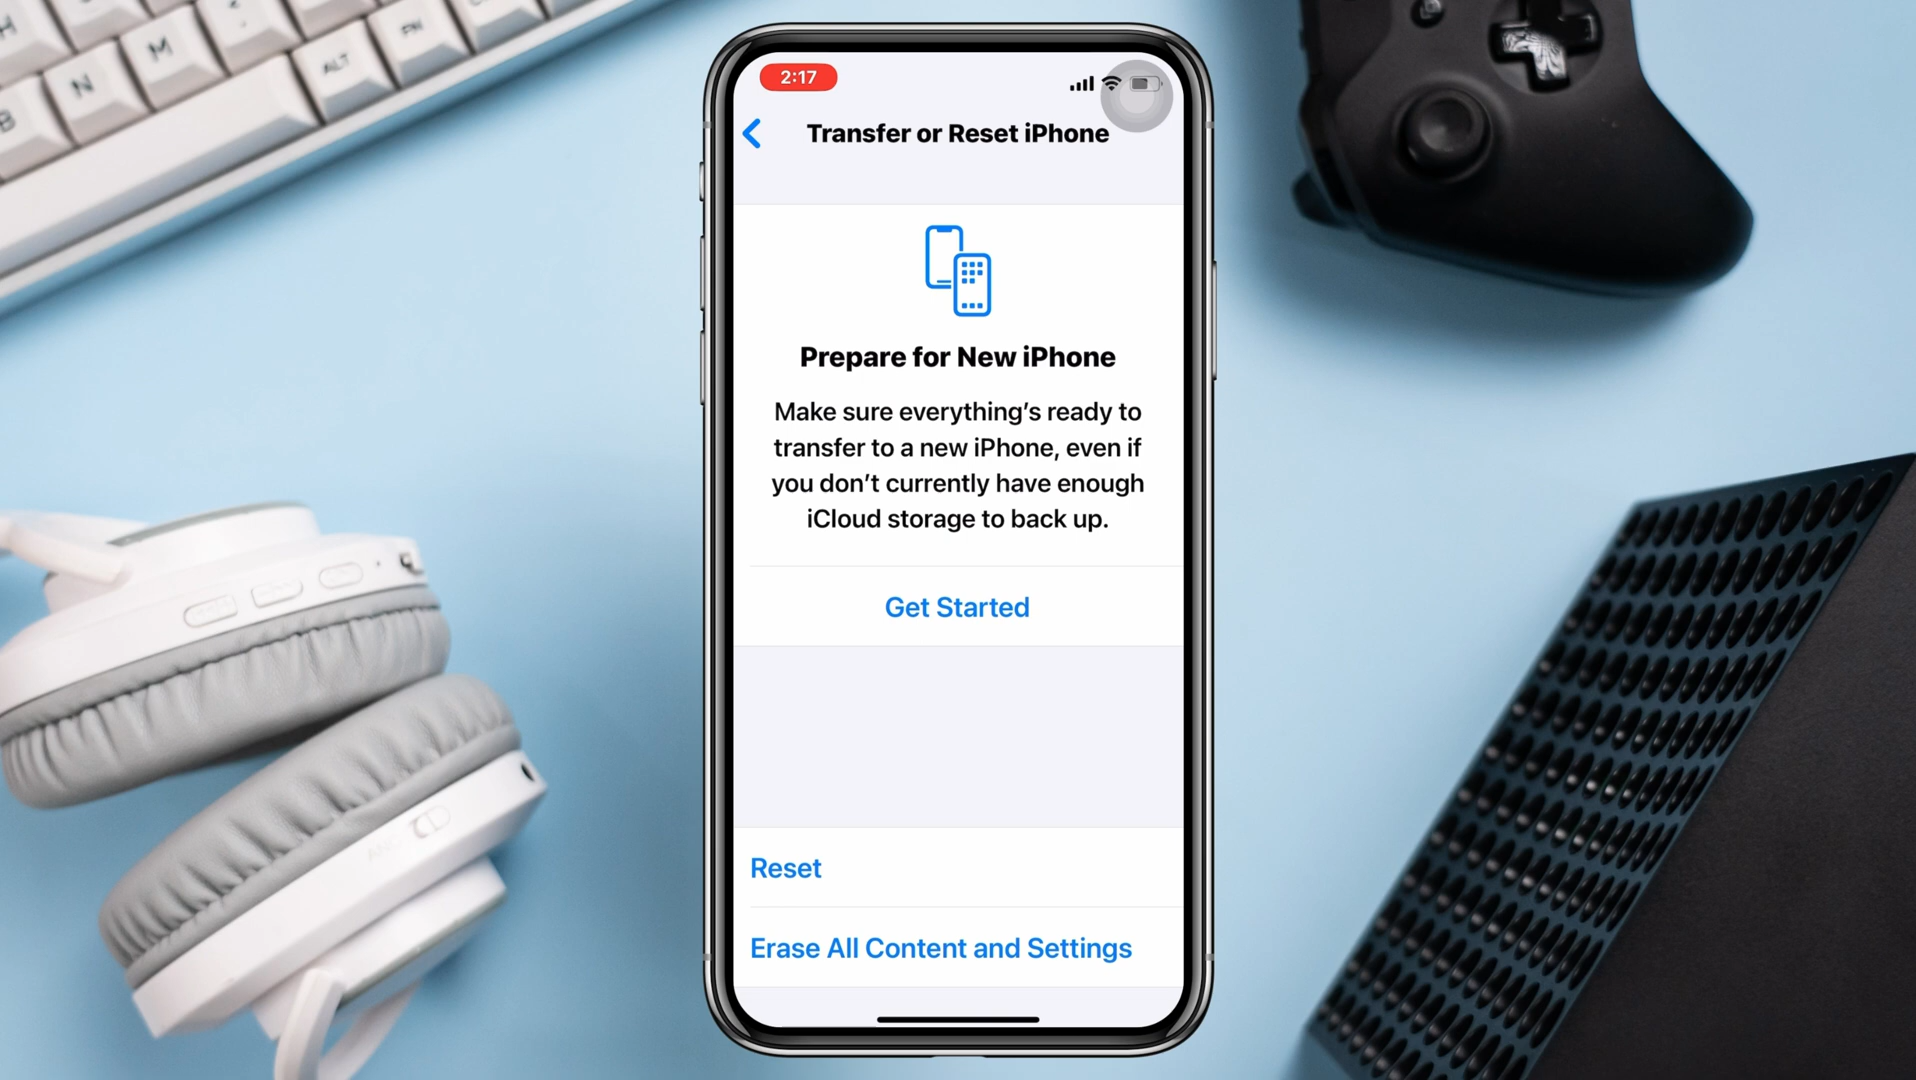 M
FN
N
ALT
B
2:17
Transfer or Reset iPhone
Prepare for New iPhone
Make sure everything’s ready to
transfer to a new iPhone, even if
you don’t currently have enough
iCloud storage to back up.
Get Started
Reset
Erase All Content and Settings